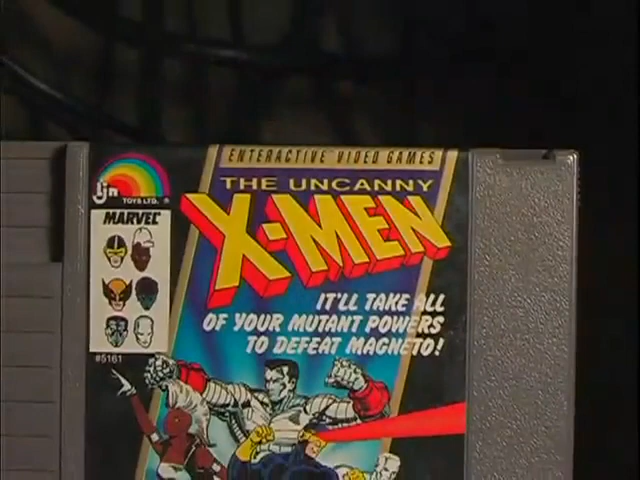 ENTERACTIVE VIDEO GAMES
LJN
TOYS LTD.
®
MARVEL
#5161
THE UNCANNY
X-MEN
IT'LL TAKE ALL
OF YOUR MUTANT POWERS
TO DEFEAT MAGNETO!